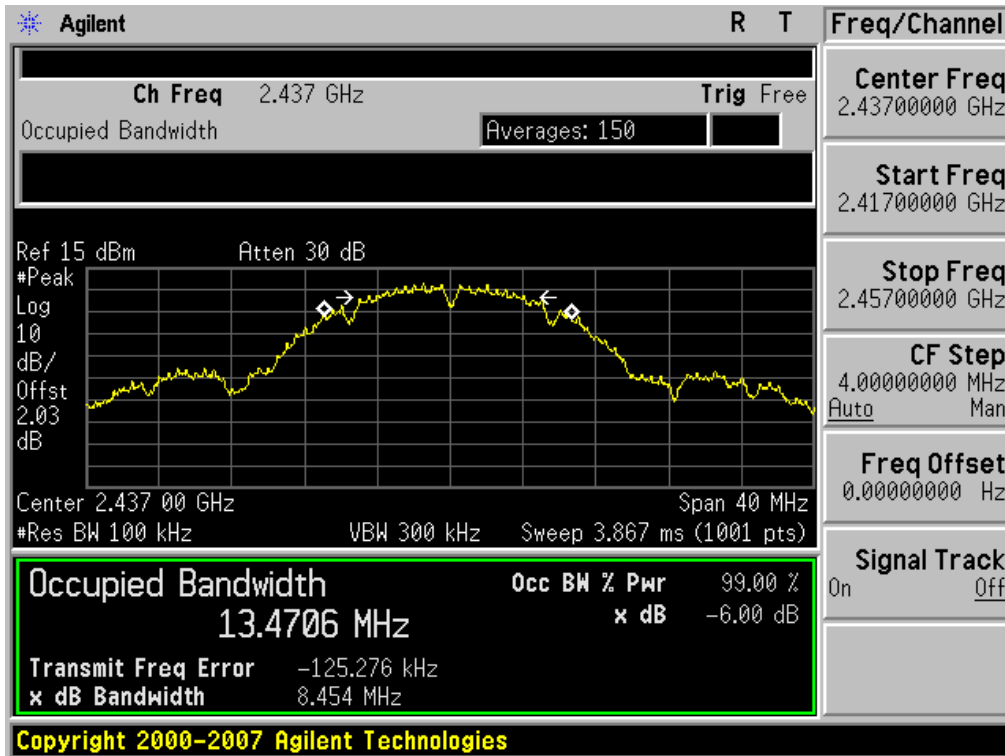 Agilent R T Freq/Channel
Ch Freq 2.437 GHz Trig Free
Occupied Bandwidth Averages: 150
Center Freq
2.43700000 GHz
Start Freq
2.41700000 GHz
Stop Freq
2.45700000 GHz
CF Step
4.00000000 MHz
Auto Man
Freq Offset
0.00000000 Hz
Signal Track
On Off
Ref 15 dBm Atten 30 dB
#Peak
Log
10
dB/
Offst
2.03
dB
Center 2.437 00 GHz Span 40 MHz
#Res BW 100 kHz VBW 300 kHz Sweep 3.867 ms (1001 pts)
Occupied Bandwidth Occ BW % Pwr 99.00 %
13.4706 MHz x dB -6.00 dB
Transmit Freq Error -125.276 kHz
x dB Bandwidth 8.454 MHz
Copyright 2000-2007 Agilent Technologies